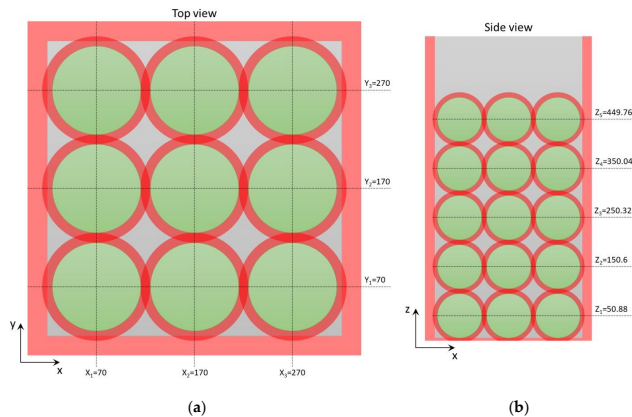 Top view
Y₃=270
Y₂=170
Y₁=70
y
x
X₁=70
X₂=170
X₃=270
(a)
Side view
Z₅=449.76
Z₄=350.04
Z₃=250.32
Z₂=150.6
Z₁=50.88
z
x
(b)